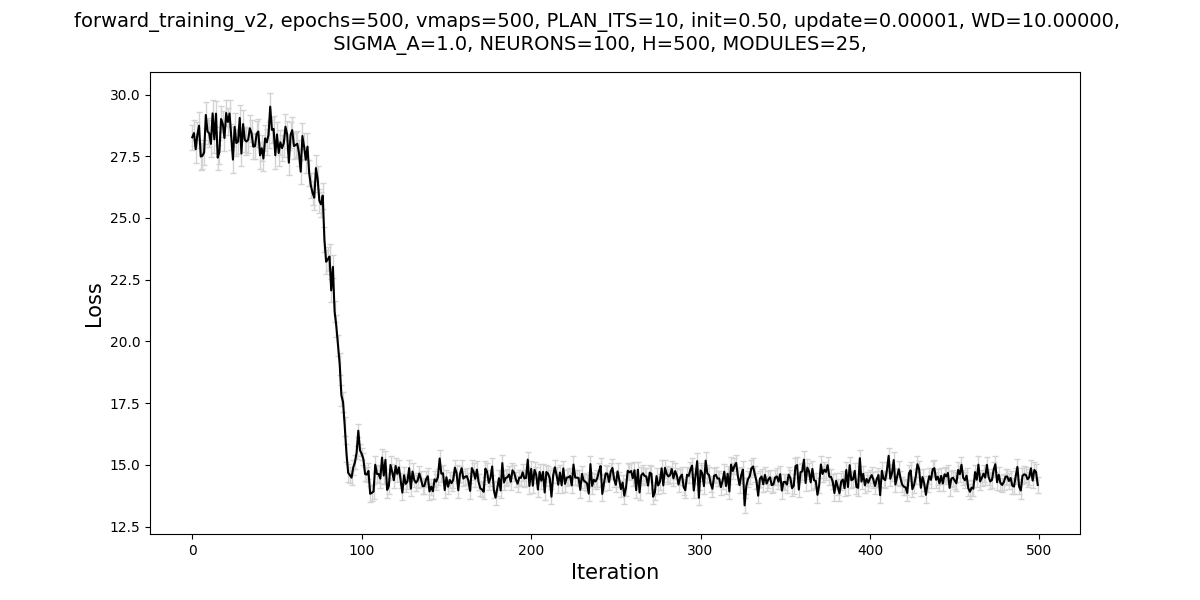 forward_training_v2, epochs=500, vmaps=500, PLAN_ITS=10, init=0.50, update=0.00001, WD=10.00000,
SIGMA_A=1.0, NEURONS=100, H=500, MODULES=25,
30.0
27.5
25.0
22.5
20.0
17.5
15.0
12.5
Loss
0 100 200 300 400 500
Iteration